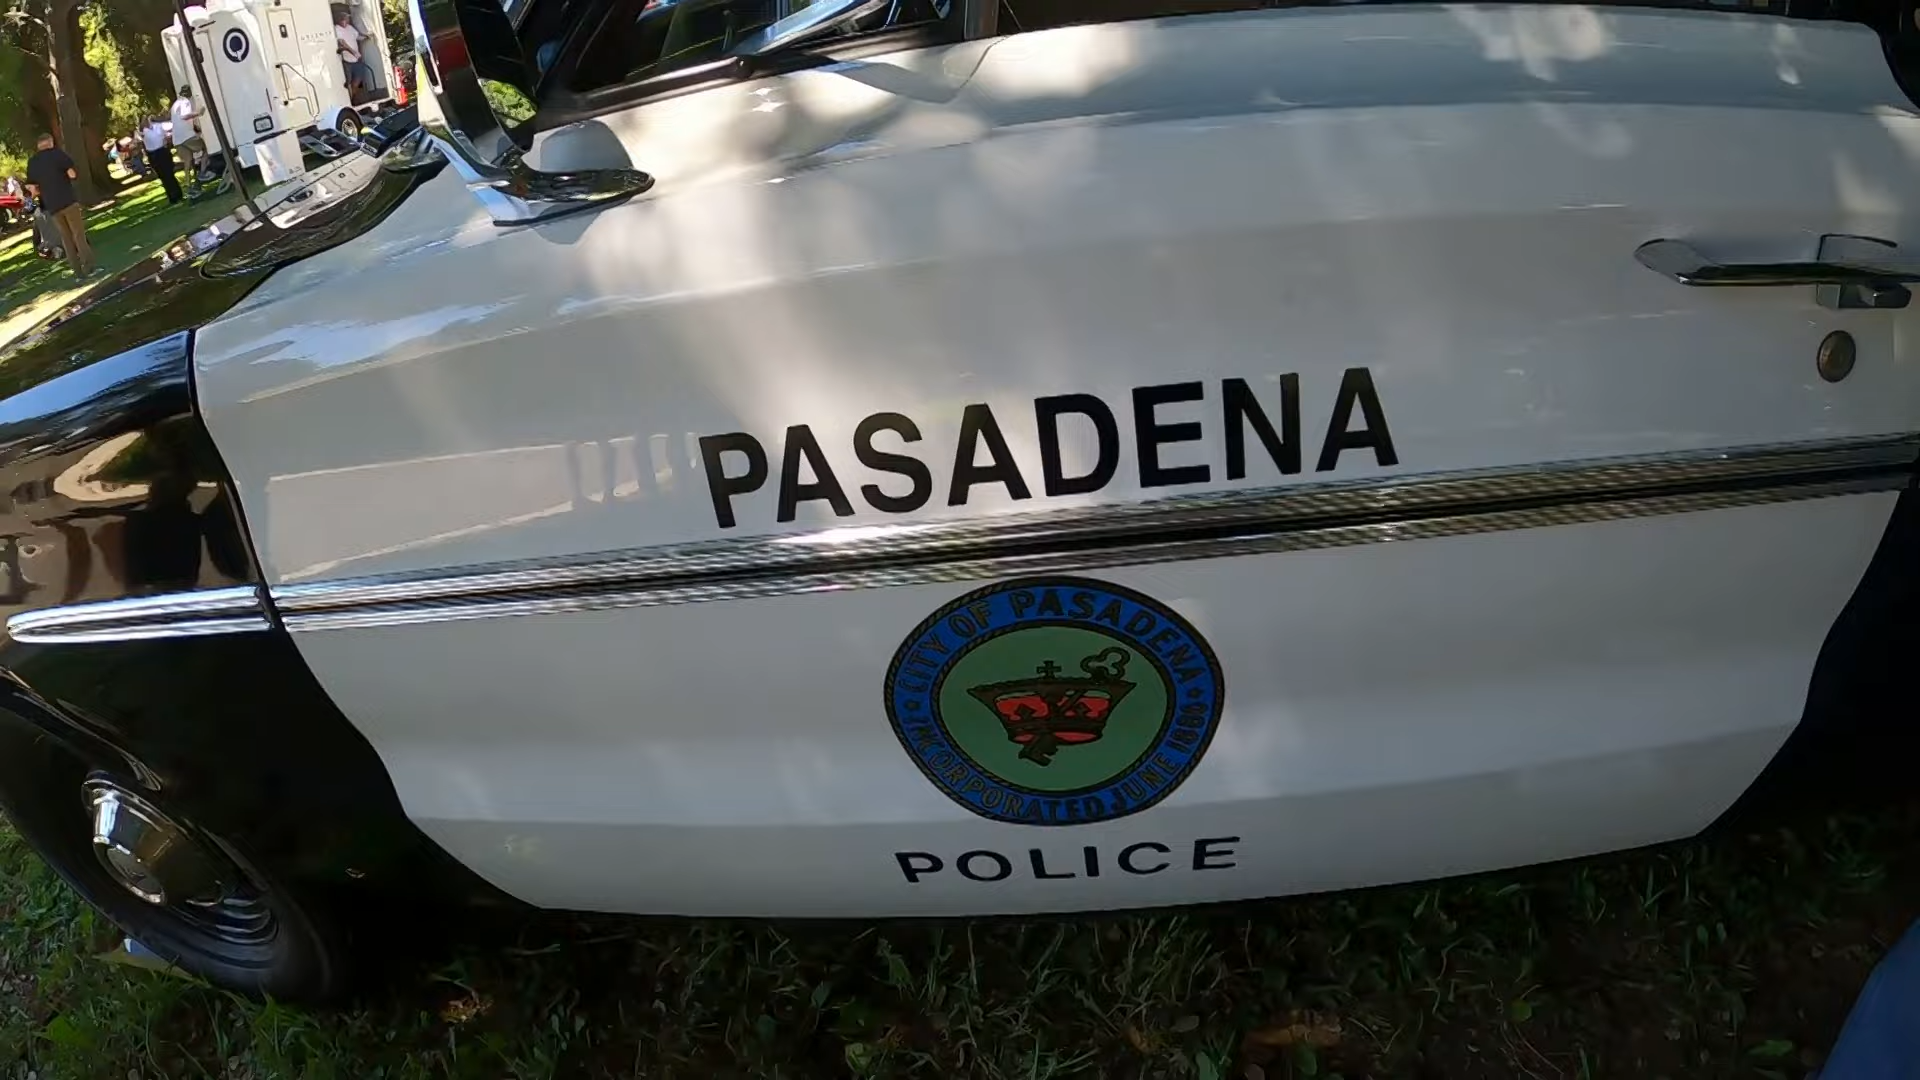 PASADENA
CITY OF PASADENA
INCORPORATED JUNE 1886
POLICE